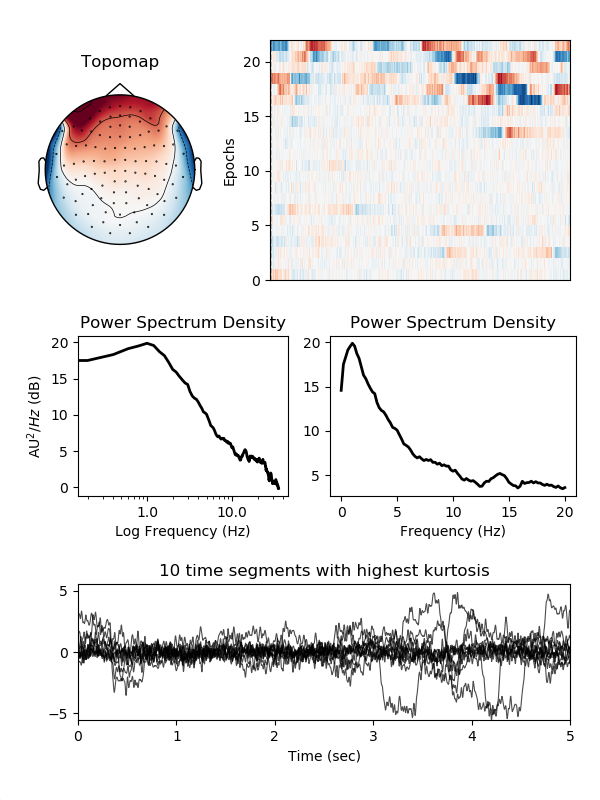 Topomap
Epochs
20
15
10
5
0
Power Spectrum Density
AU²/Hz (dB)
20
15
10
5
0
1.0 10.0
Log Frequency (Hz)
Power Spectrum Density
20
15
10
5
0 5 10 15 20
Frequency (Hz)
10 time segments with highest kurtosis
5
0
−5
0 1 2 3 4 5
Time (sec)